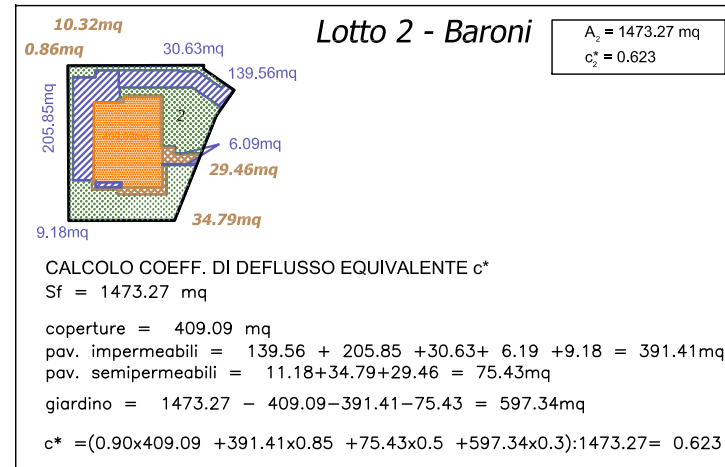 10.32mq
Lotto 2 - Baroni
A2 = 1473.27 mq
c*2 = 0.623
0.86mq
30.63mq
139.56mq
205.85mq
2
409.09mq
6.09mq
29.46mq
34.79mq
9.18mq
CALCOLO COEFF. DI DEFLUSSO EQUIVALENTE c*
Sf = 1473.27 mq
coperture = 409.09 mq
pav. impermeabili = 139.56 + 205.85 +30.63+ 6.19 +9.18 = 391.41mq
pav. semipermeabili = 11.18+34.79+29.46 = 75.43mq
giardino = 1473.27 - 409.09-391.41-75.43 = 597.34mq
c* =(0.90x409.09 +391.41x0.85 +75.43x0.5 +597.34x0.3):1473.27= 0.623